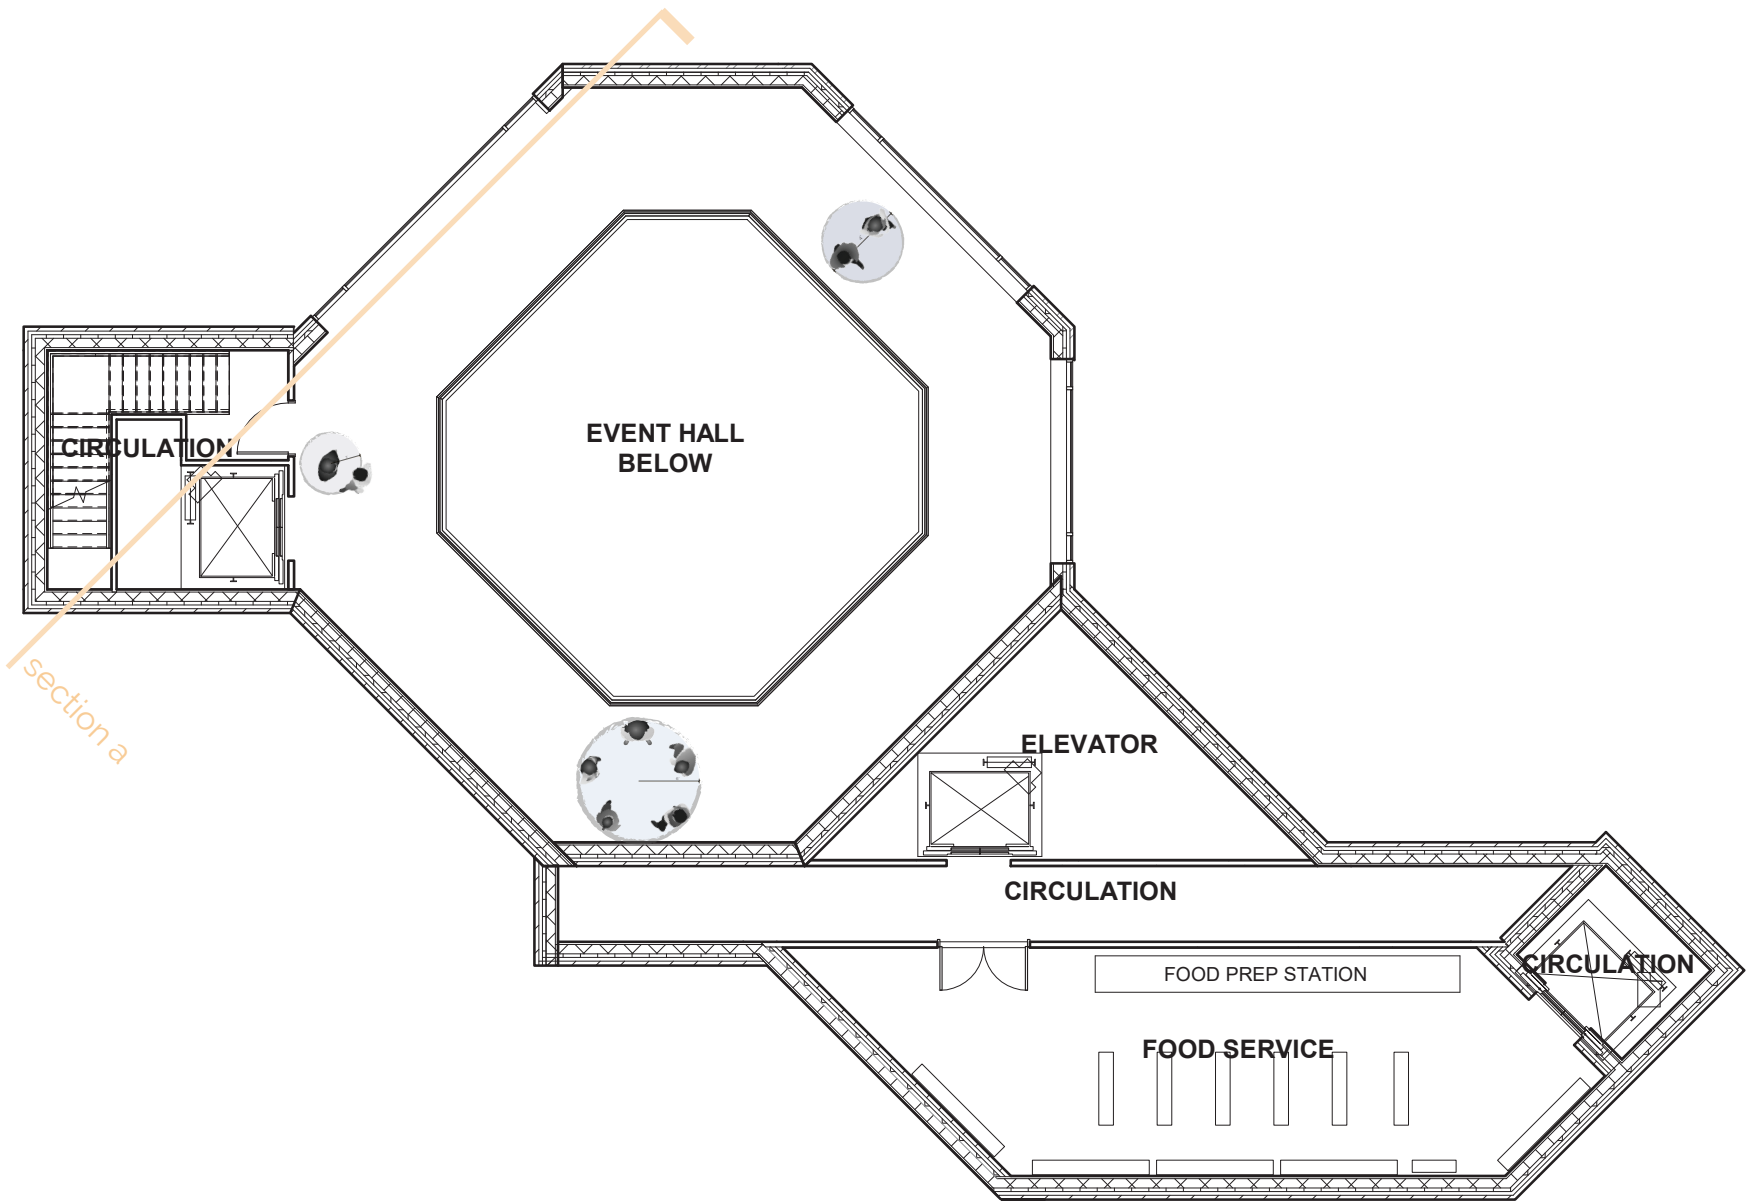 EVENT HALL
BELOW
CIRCULATION
section a
ELEVATOR
CIRCULATION
CIRCULATION
FOOD PREP STATION
FOOD SERVICE